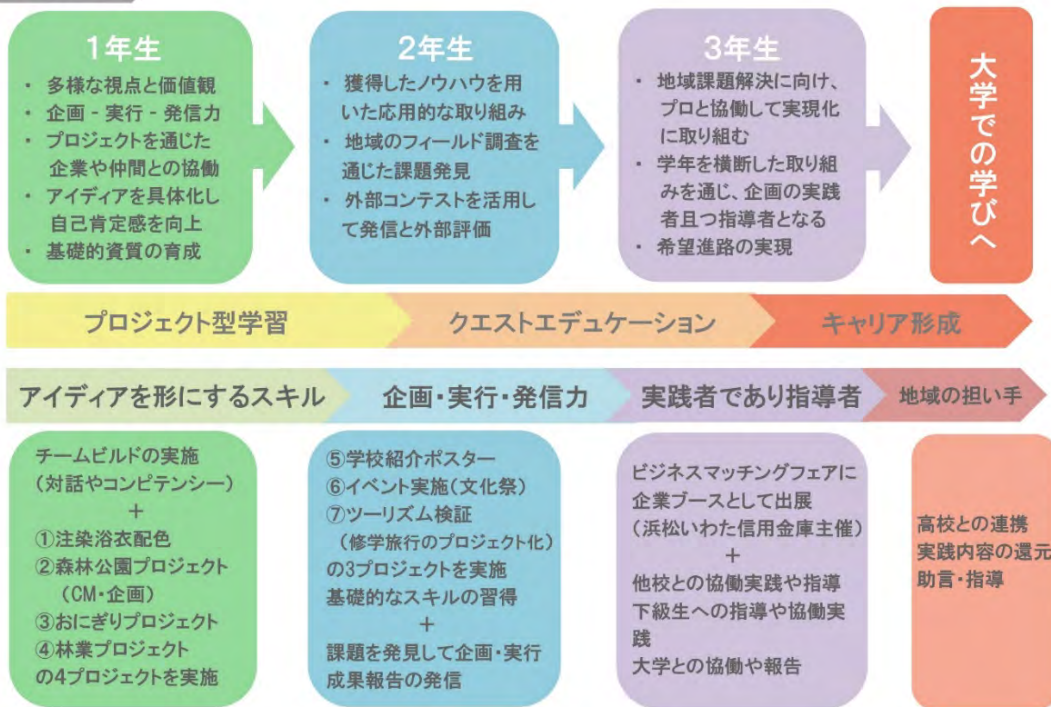 1年生
・ 多様な視点と価値観
・ 企画 - 実行 - 発信力
・ プロジェクトを通じた
企業や仲間との協働
・ アイディアを具体化し
自己肯定感を向上
・ 基礎的資質の育成
2年生
・ 獲得したノウハウを用
いた応用的な取り組み
・ 地域のフィールド調査を
通じた課題発見
・ 外部コンテストを活用し
て発信と外部評価
3年生
・ 地域課題解決に向け、
プロと協働して実現化
に取り組む
・ 学年を横断した取り組
みを通じ、企画の実践
者且つ指導者となる
・ 希望進路の実現
大学での学びへ
プロジェクト型学習
クエストエデュケーション
キャリア形成
アイディアを形にするスキル
企画・実行・発信力
実践者であり指導者
地域の担い手
チームビルドの実施
(対話やコンピテンシー)
+
①注染浴衣配色
②森林公園プロジェクト
(CM・企画)
③おにぎりプロジェクト
④林業プロジェクト
の4プロジェクトを実施
⑤学校紹介ポスター
⑥イベント実施(文化祭)
⑦ツーリズム検証
(修学旅行のプロジェクト化)
の3プロジェクトを実施
基礎的なスキルの習得
+
課題を発見して企画・実行
成果報告の発信
ビジネスマッチングフェアに
企業ブースとして出展
(浜松いわた信用金庫主催)
+
他校との協働実践や指導
下級生への指導や協働実
践
大学との協働や報告
高校との連携
実践内容の還元
助言・指導